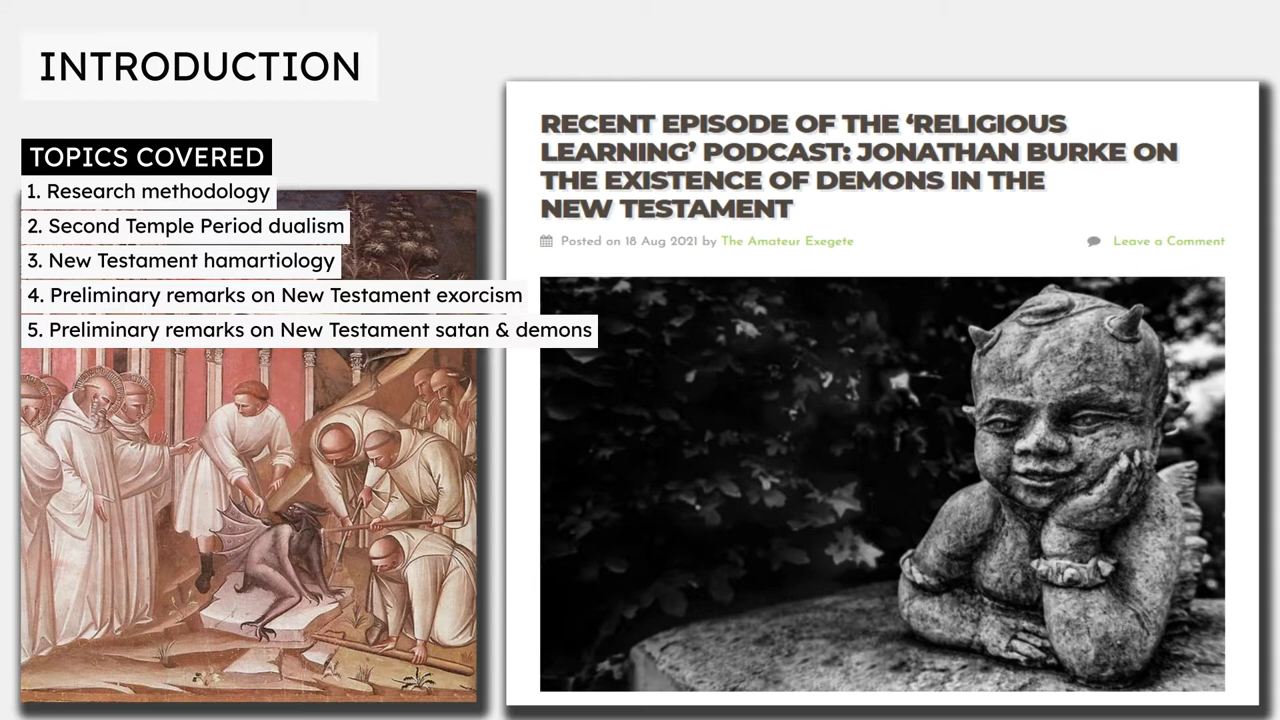 INTRODUCTION
TOPICS COVERED
1. Research methodology
2. Second Temple Period dualism
3. New Testament hamartiology
4. Preliminary remarks on New Testament exorcism
5. Preliminary remarks on New Testament satan & demons
RECENT EPISODE OF THE ‘RELIGIOUS
LEARNING’ PODCAST: JONATHAN BURKE ON
THE EXISTENCE OF DEMONS IN THE
NEW TESTAMENT
Posted on 18 Aug 2021 by The Amateur Exegete
Leave a Comment